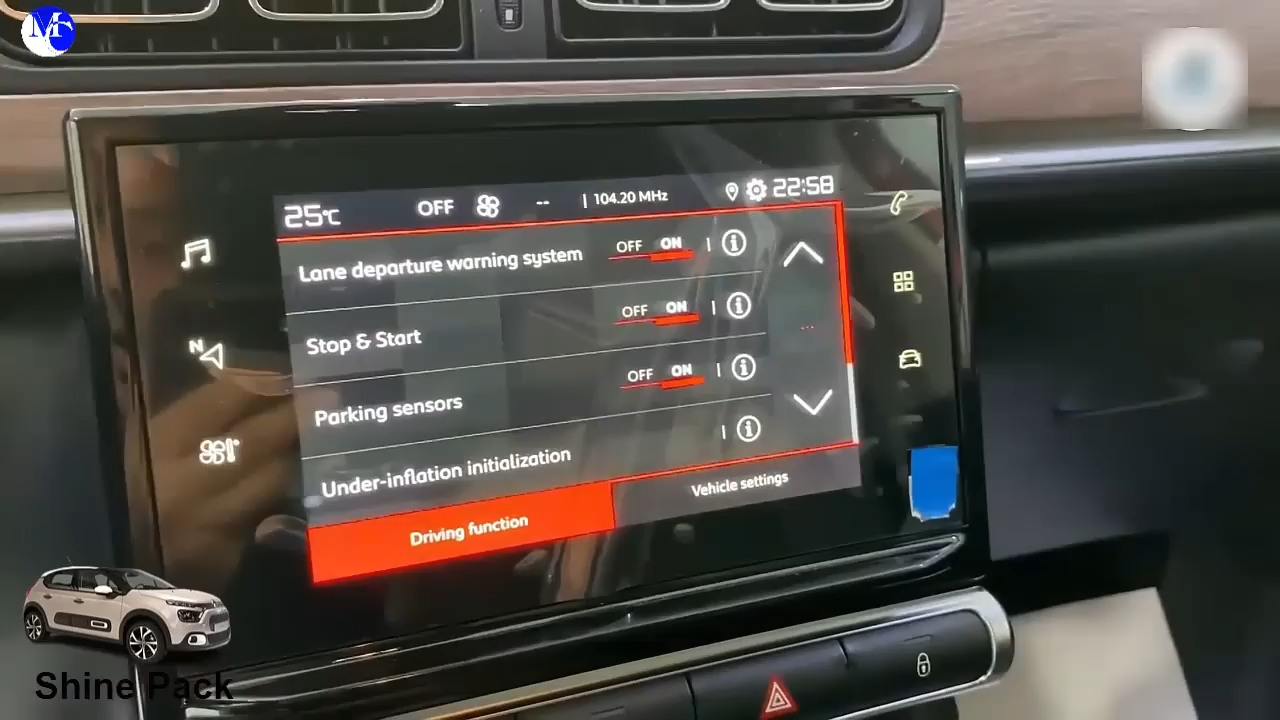 MT
25°C OFF -- | 104.20 MHz 22:58
Lane departure warning system OFF ON
Stop & Start OFF ON
Parking sensors OFF ON
Under-inflation initialization
Driving function Vehicle settings
N
Shine Pack